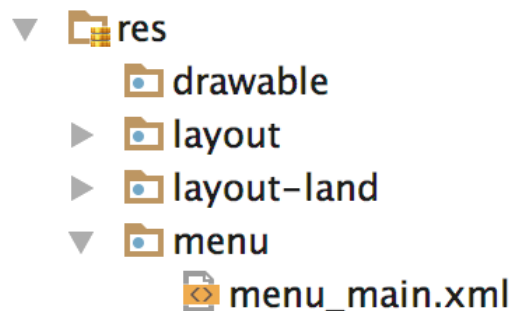 res
drawable
layout
layout-land
menu
menu_main.xml